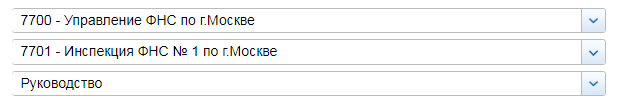 7700 - Управление ФНС по г.Москве
7701 - Инспекция ФНС № 1 по г.Москве
Руководство